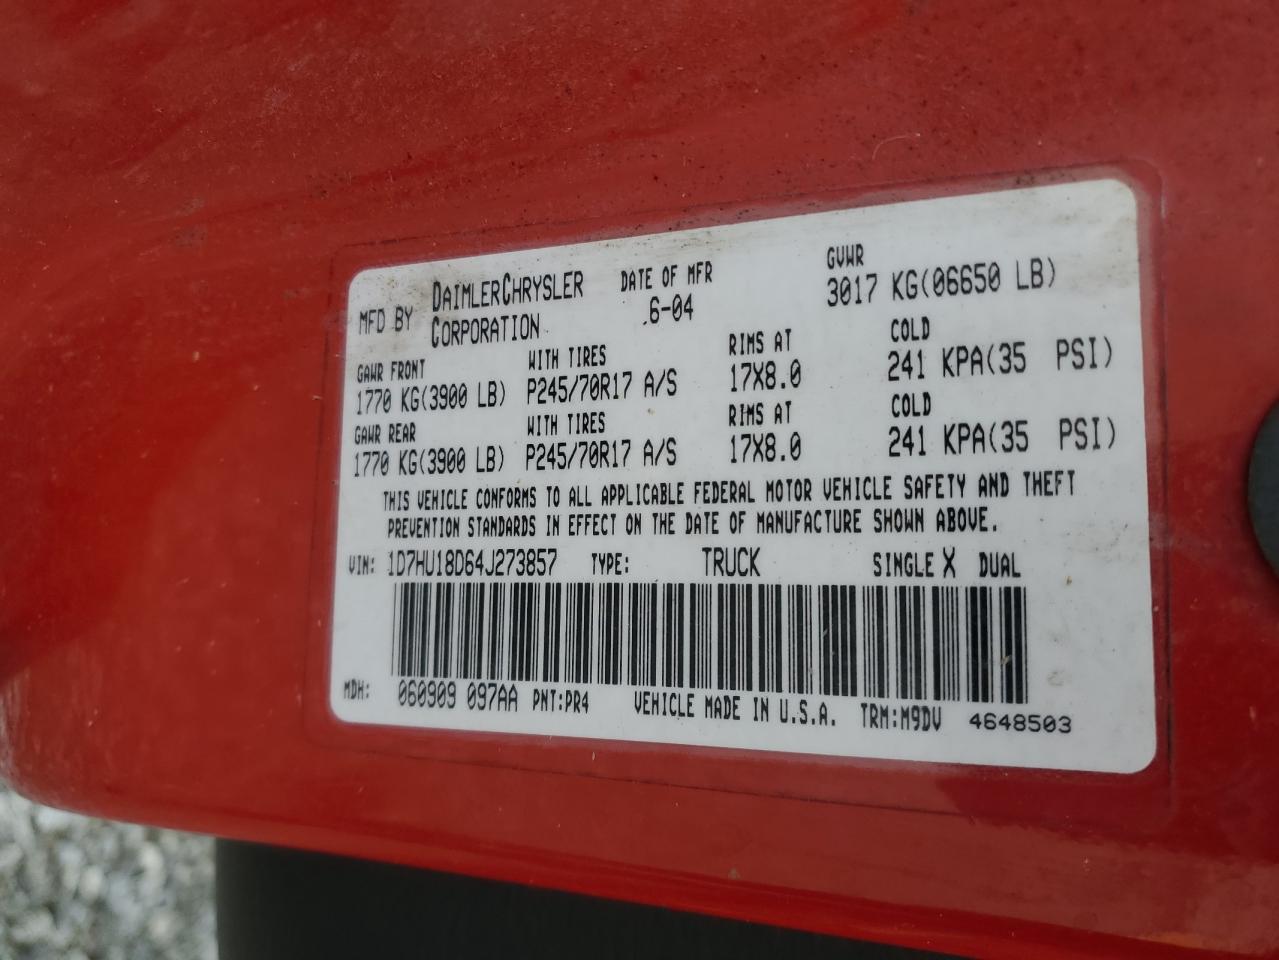 MFD BY DAIMLERCHRYSLER CORPORATION DATE OF MFR 6-04 GVWR 3017 KG(06650 LB)
GAWR FRONT WITH TIRES RIMS AT COLD
1770 KG(3900 LB) P245/70R17 A/S 17X8.0 241 KPA(35 PSI)
GAWR REAR WITH TIRES RIMS AT COLD
1770 KG(3900 LB) P245/70R17 A/S 17X8.0 241 KPA(35 PSI)
THIS VEHICLE CONFORMS TO ALL APPLICABLE FEDERAL MOTOR VEHICLE SAFETY AND THEFT
PREVENTION STANDARDS IN EFFECT ON THE DATE OF MANUFACTURE SHOWN ABOVE.
VIN: 1D7HU18D64J273857 TYPE: TRUCK SINGLE X DUAL
MDH: 060909 097AA PNT:PR4 VEHICLE MADE IN U.S.A. TRM:M9DV 4648503